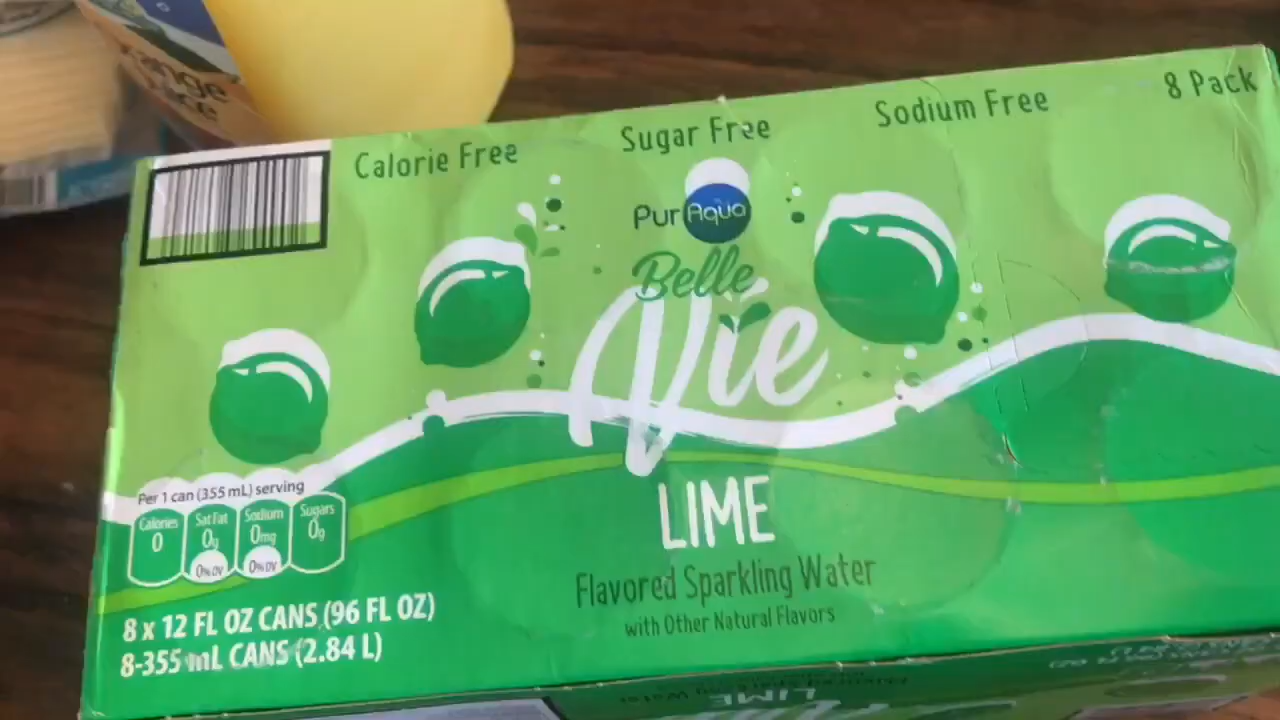 Calorie Free
Sugar Free
Sodium Free
8 Pack
PurAqua
Belle
Vie
LIME
Flavored Sparkling Water
with Other Natural Flavors
Per 1 can (355 mL) serving
Calories
0
Sat Fat
0g
0% DV
Sodium
0mg
0% DV
Sugars
0g
8 x 12 FL OZ CANS (96 FL OZ)
8-355 mL CANS (2.84 L)
LIME